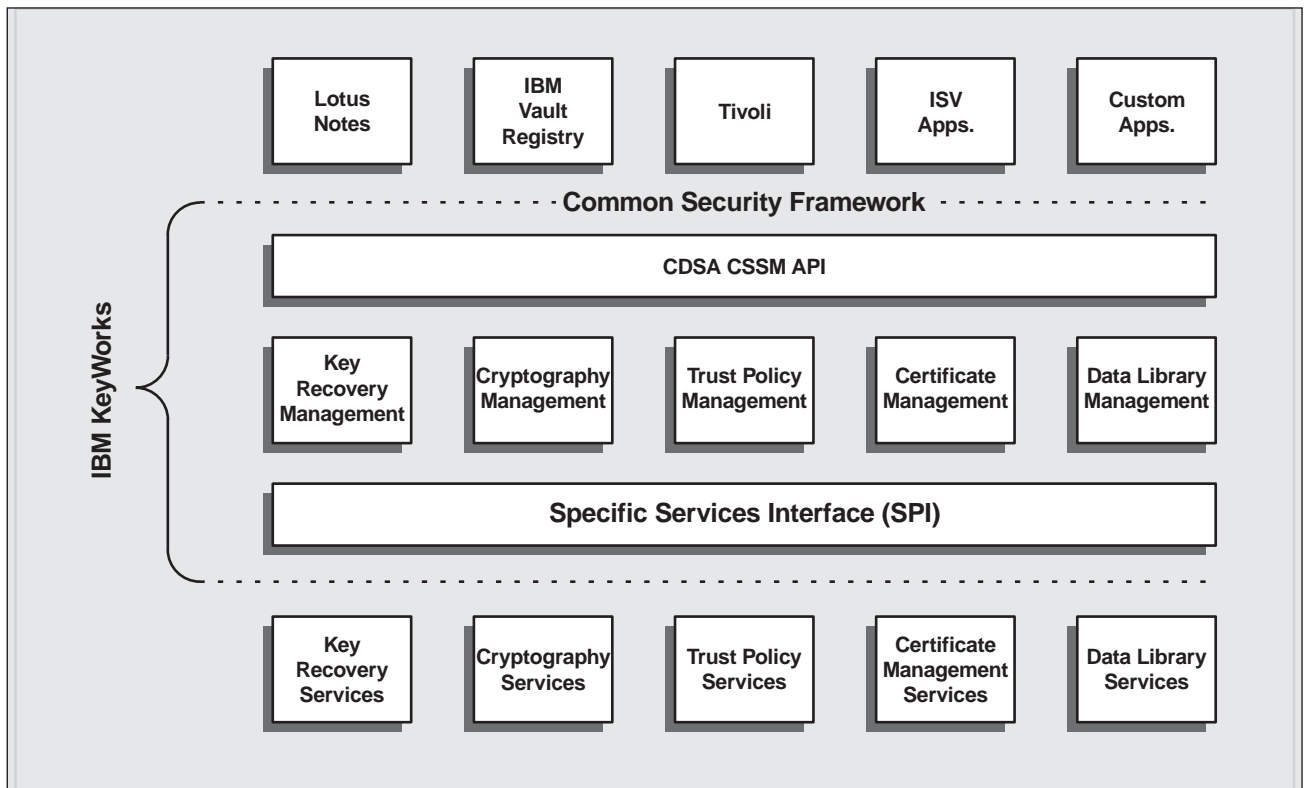 Lotus
Notes
IBM
Vault
Registry
Tivoli
ISV
Apps.
Custom
Apps.
Common Security Framework
CDSA CSSM API
IBM KeyWorks
Key
Recovery
Management
Cryptography
Management
Trust Policy
Management
Certificate
Management
Data Library
Management
Specific Services Interface (SPI)
Key
Recovery
Services
Cryptography
Services
Trust Policy
Services
Certificate
Management
Services
Data Library
Services